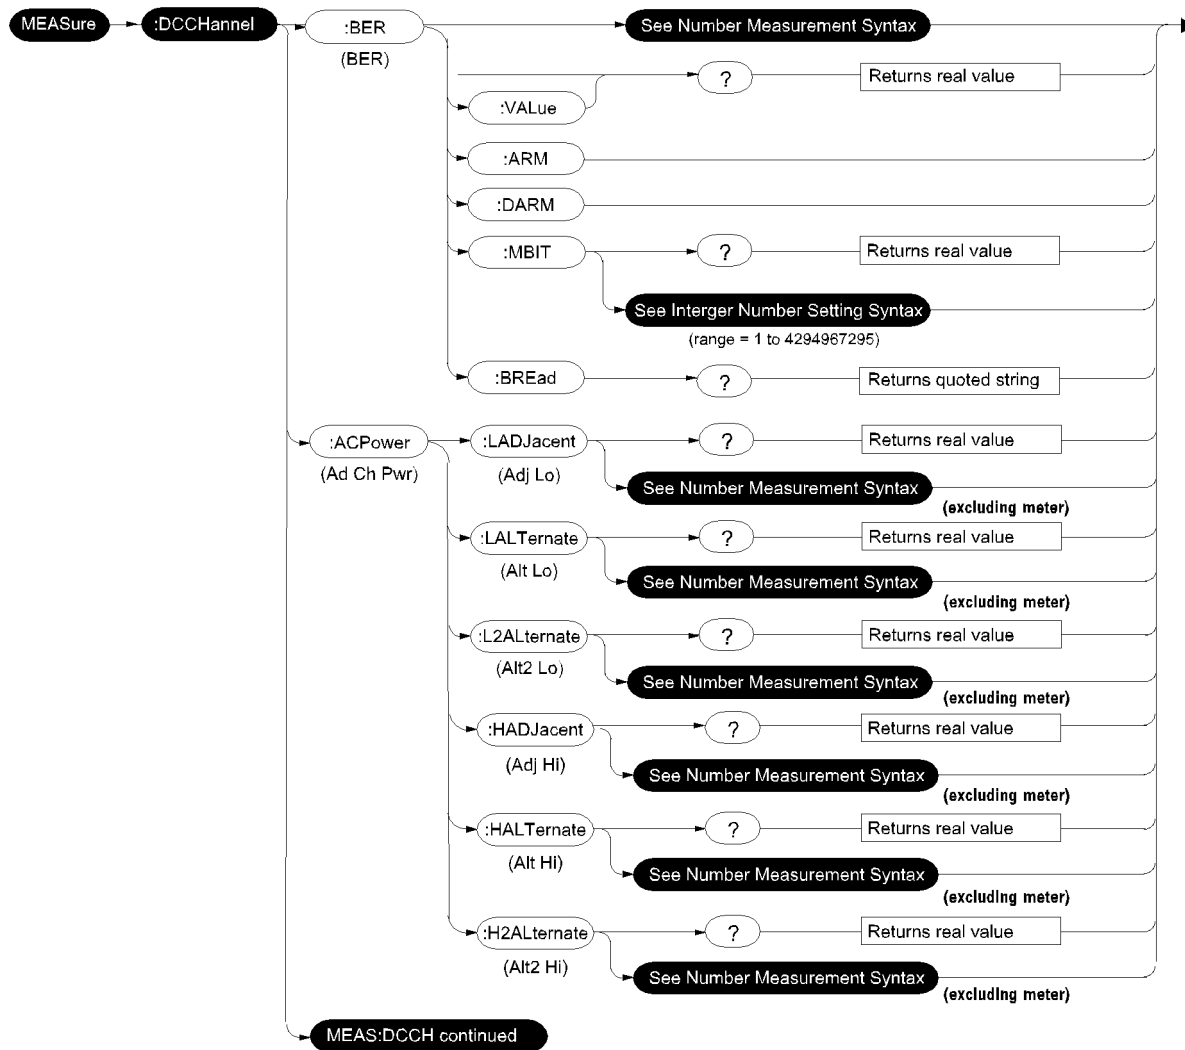 MEASure :DCCHannel :BER See Number Measurement Syntax
(BER)
? Returns real value
:VALue
:ARM
:DARM
:MBIT ? Returns real value
See Interger Number Setting Syntax
(range = 1 to 4294967295)
:BREad ? Returns quoted string
:ACPower :LADJacent ? Returns real value
(Ad Ch Pwr) (Adj Lo)
See Number Measurement Syntax
(excluding meter)
:LALTernate ? Returns real value
(Alt Lo)
See Number Measurement Syntax
(excluding meter)
:L2ALternate ? Returns real value
(Alt2 Lo)
See Number Measurement Syntax
(excluding meter)
:HADJacent ? Returns real value
(Adj Hi)
See Number Measurement Syntax
(excluding meter)
:HALTernate ? Returns real value
(Alt Hi)
See Number Measurement Syntax
(excluding meter)
:H2ALternate ? Returns real value
(Alt2 Hi)
See Number Measurement Syntax
(excluding meter)
MEAS:DCCH continued